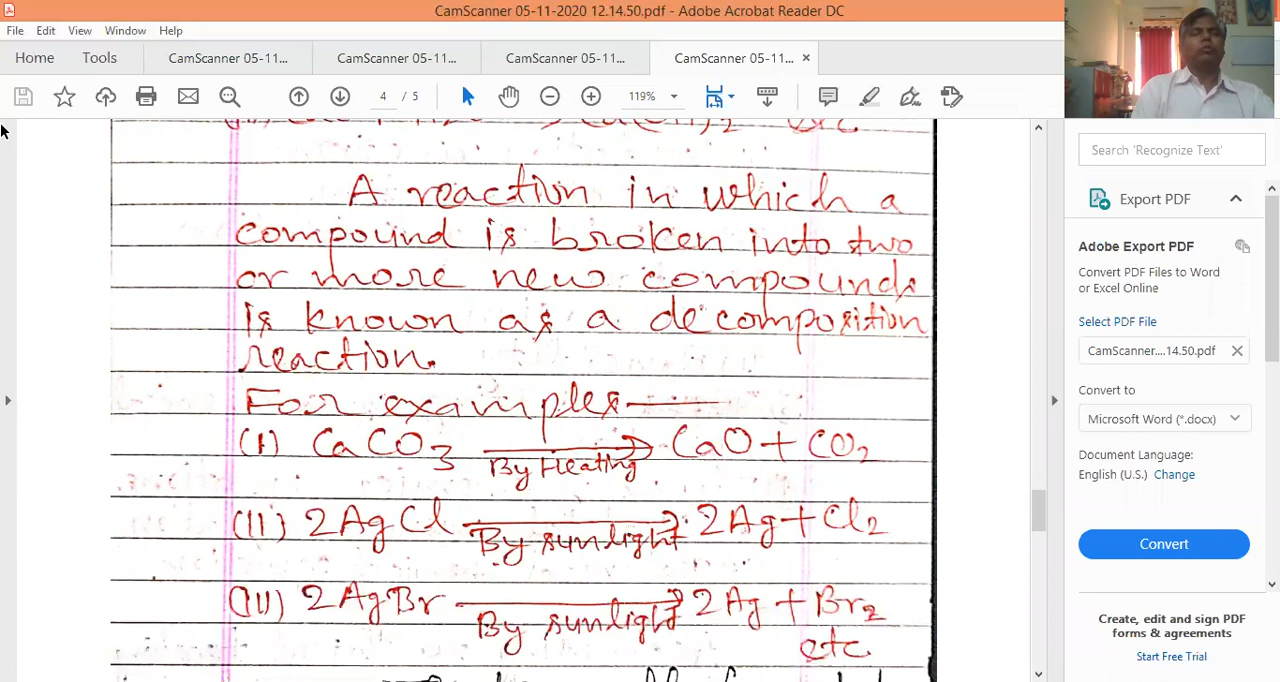 CamScanner 05-11-2020 12.14.50.pdf - Adobe Acrobat Reader DC
File Edit View Window Help
Home Tools CamScanner 05-11... CamScanner 05-11... CamScanner 05-11... CamScanner 05-11... ×
4 / 5 119%
A reaction in which a
compound is broken into two
or more new compounds
is known as a decomposition
reaction.
For examples
(I) CaCO3 By Heating CaO + CO2
(II) 2AgCl By sunlight 2Ag + Cl2
(III) 2AgBr By sunlight 2Ag + Br2
etc
Search 'Recognize Text'
Export PDF
Adobe Export PDF
Convert PDF Files to Word
or Excel Online
Select PDF File
CamScanner....14.50.pdf
Convert to
Microsoft Word (*.docx)
Document Language:
English (U.S.) Change
Convert
Create, edit and sign PDF
forms & agreements
Start Free Trial